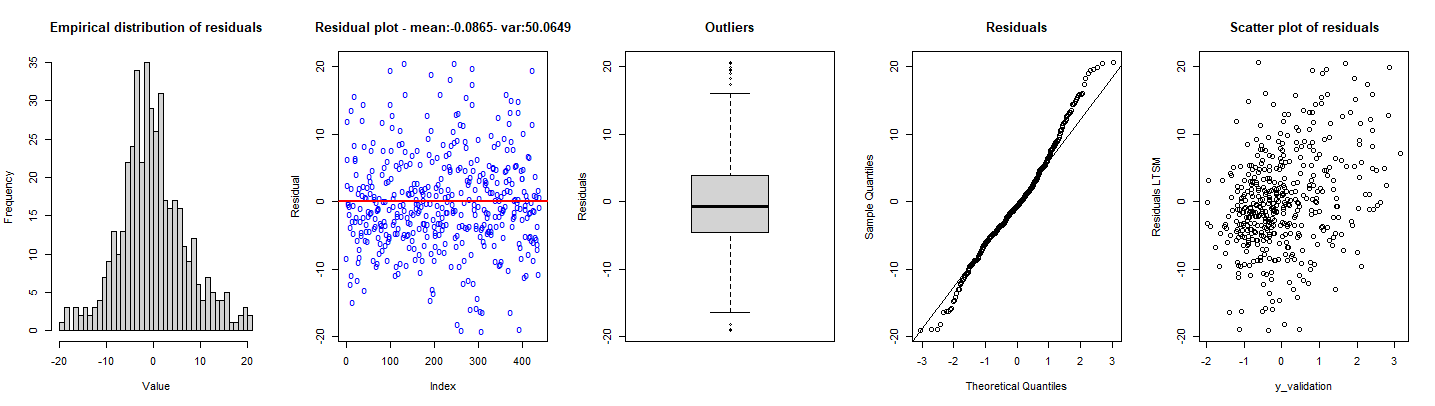 Empirical distribution of residuals
Frequency
0 5 10 15 20 25 30 35
-20 -10 0 10 20
Value
Residual plot - mean:-0.0865- var:50.0649
Residual
-20 -10 0 10 20
0 100 200 300 400
Index
Outliers
Residuals
-20 -10 0 10 20
Residuals
Sample Quantiles
-20 -10 0 10 20
-3 -2 -1 0 1 2 3
Theoretical Quantiles
Scatter plot of residuals
Residuals LTSM
-20 -10 0 10 20
-2 -1 0 1 2 3
y_validation